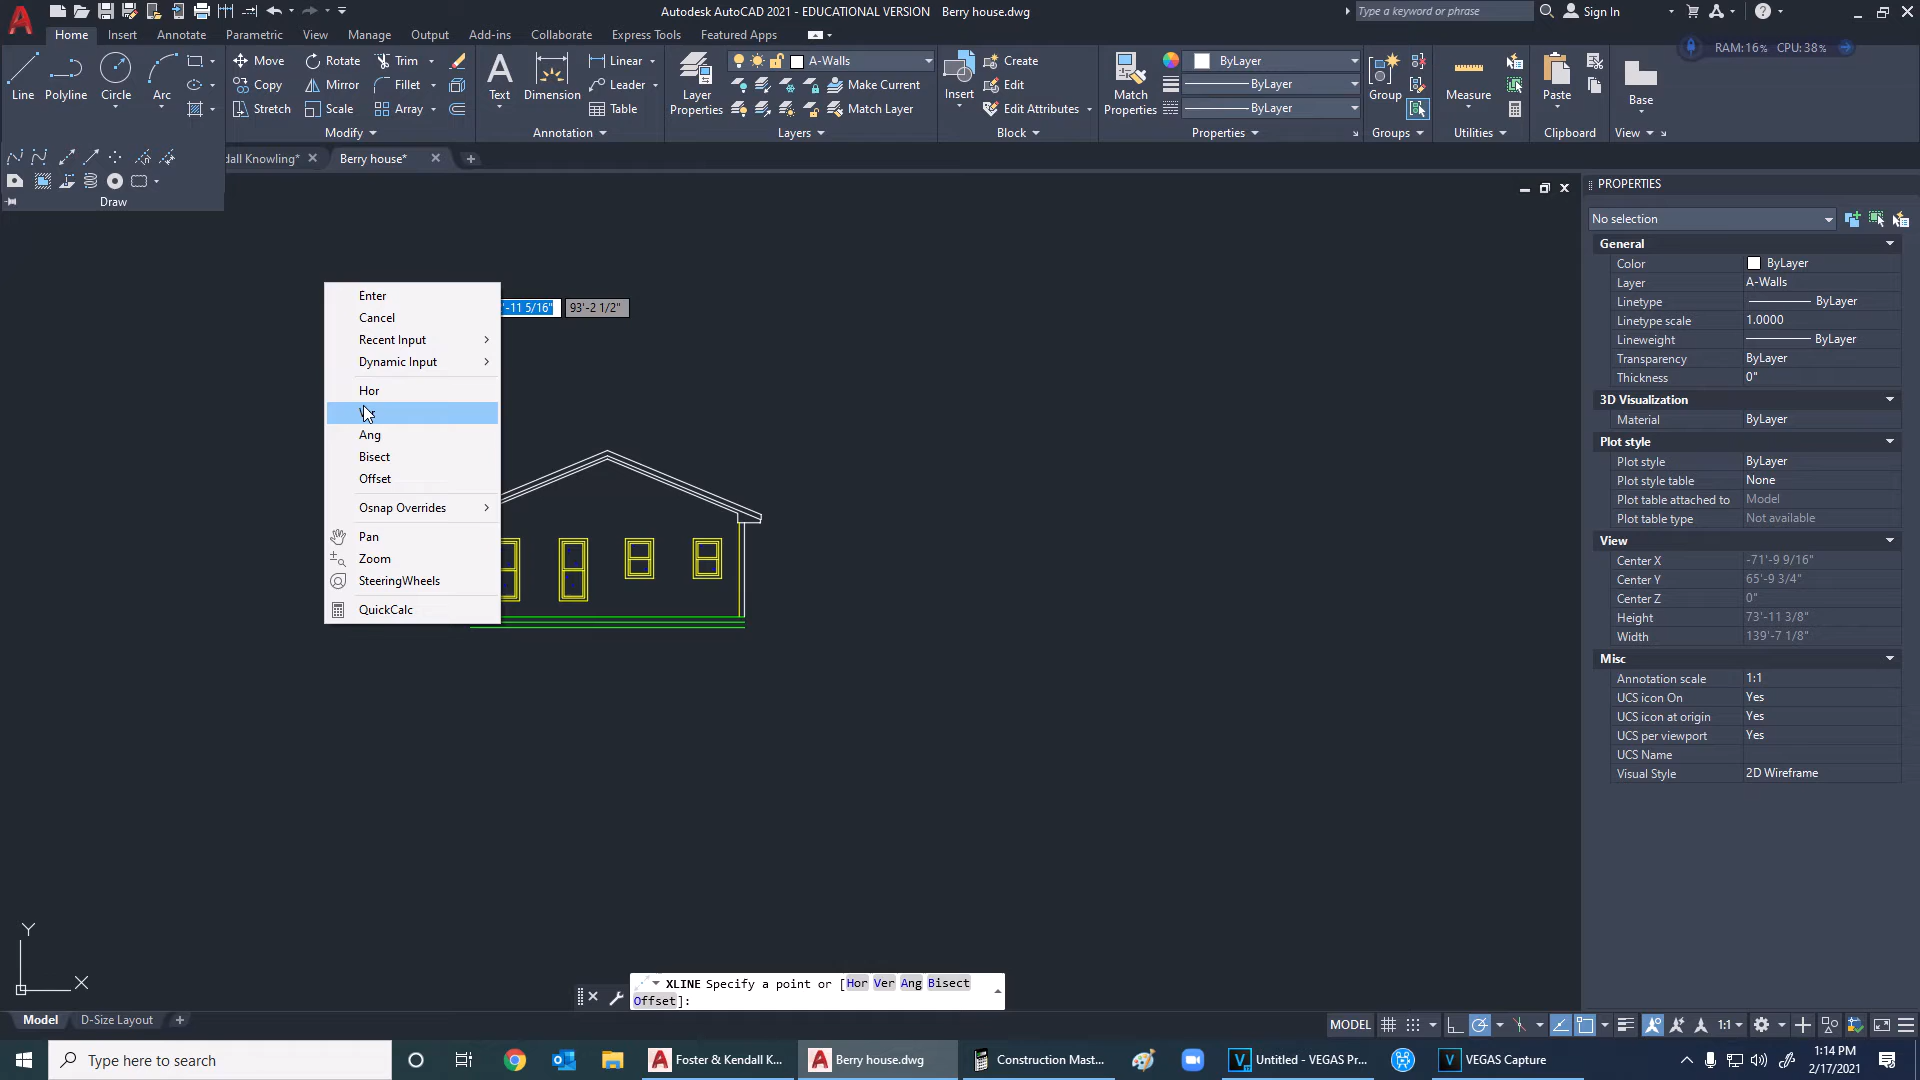 Autodesk AutoCAD 2021 - EDUCATIONAL VERSION Berry house.dwg
Type a keyword or phrase
Sign In
Home Insert Annotate Parametric View Manage Output Add-ins Collaborate Express Tools Featured Apps
RAM:16% CPU:38%
Line Polyline Circle Arc
Move Rotate Trim
Copy Mirror Fillet
Stretch Scale Array
Modify
Text Dimension
Linear
Leader
Table
Annotation
Layer Properties
A-Walls
Make Current
Match Layer
Layers
Insert
Create
Edit
Edit Attributes
Block
Match Properties
ByLayer
ByLayer
ByLayer
Properties
Group
Groups
Measure
Utilities
Paste
Clipboard
Base
View
dall Knowling*
Berry house*
Draw
PROPERTIES
No selection
General
Color ByLayer
Layer A-Walls
Linetype ByLayer
Linetype scale 1.0000
Lineweight ByLayer
Transparency ByLayer
Thickness 0"
3D Visualization
Material ByLayer
Plot style
Plot style ByLayer
Plot style table None
Plot table attached to Model
Plot table type Not available
View
Center X -71'-9 9/16"
Center Y 65'-9 3/4"
Center Z 0"
Height 73'-11 3/8"
Width 139'-7 1/8"
Misc
Annotation scale 1:1
UCS icon On Yes
UCS icon at origin Yes
UCS per viewport Yes
UCS Name
Visual Style 2D Wireframe
Enter
Cancel
Recent Input
Dynamic Input
Hor
Ang
Bisect
Offset
Osnap Overrides
Pan
Zoom
SteeringWheels
QuickCalc
'-11 5/16" 93'-2 1/2"
Y
X
XLINE Specify a point or [Hor Ver Ang Bisect
Offset]:
Model D-Size Layout
MODEL
1:1
Type here to search
Foster & Kendall K...
Berry house.dwg
Construction Mast...
Untitled - VEGAS Pr...
VEGAS Capture
1:14 PM
2/17/2021